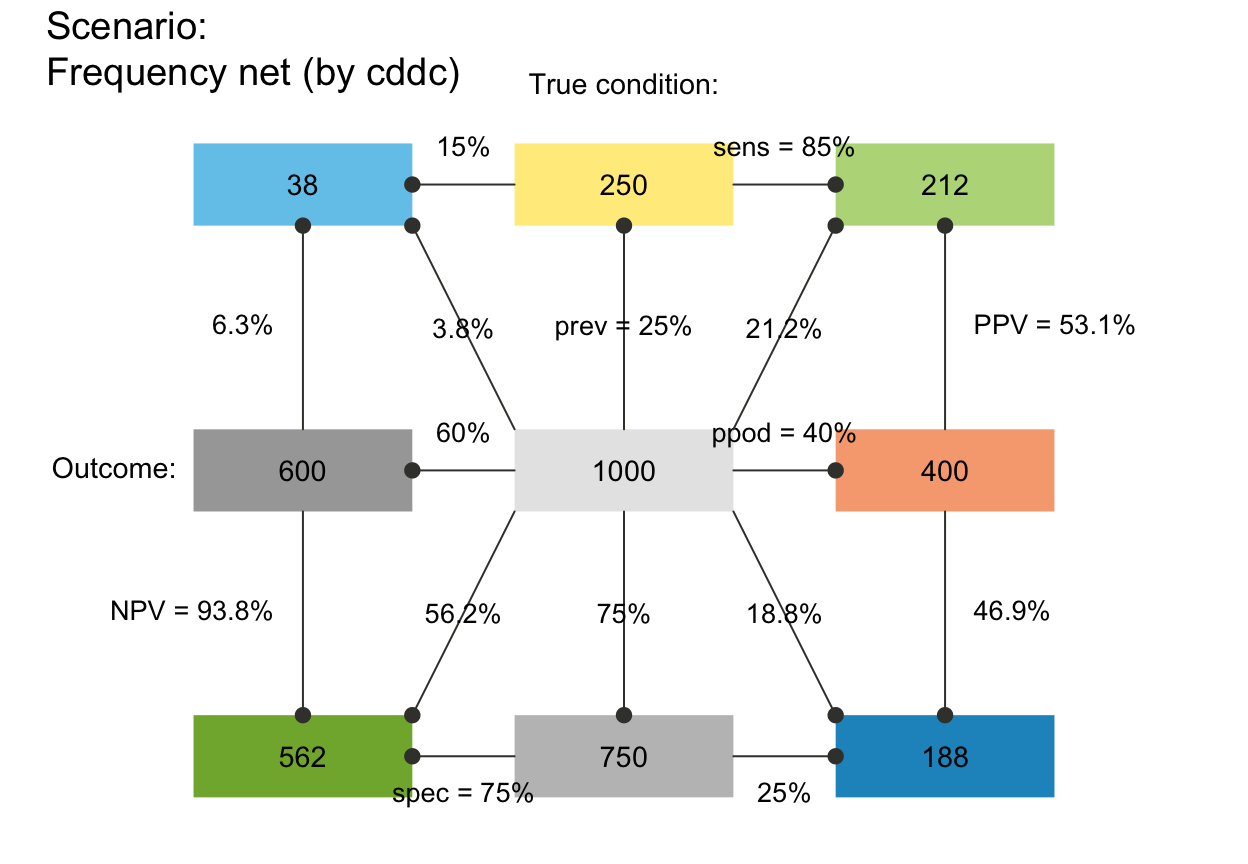 Scenario:
Frequency net (by cddc)
True condition:
15%
sens = 85%
38
250
212
6.3%
3.8%
prev = 25%
21.2%
PPV = 53.1%
60%
ppod = 40%
Outcome:
600
1000
400
NPV = 93.8%
56.2%
75%
18.8%
46.9%
562
750
188
spec = 75%
25%